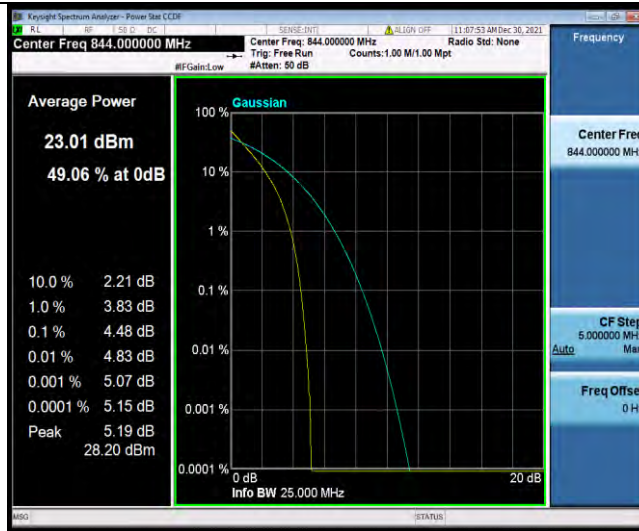 Keysight Spectrum Analyzer - Power Stat CCDF
RL RF 50 Ω DC SENSE:INT ALIGN OFF 11:07:53 AM Dec 30, 2021
Center Freq 844.000000 MHz
Center Freq: 844.000000 MHz Radio Std: None
Trig: Free Run Counts:1.00 M/1.00 Mpt
#IFGain:Low #Atten: 50 dB
Frequency
Average Power
23.01 dBm
49.06 % at 0dB
10.0 % 2.21 dB
1.0 % 3.83 dB
0.1 % 4.48 dB
0.01 % 4.83 dB
0.001 % 5.07 dB
0.0001 % 5.15 dB
Peak 5.19 dB
28.20 dBm
Gaussian
100 %
10 %
1 %
0.1 %
0.01 %
0.001 %
0.0001 %
0 dB 20 dB
Info BW 25.000 MHz
Center Fre
844.000000 MH
CF Step
5.000000 MH
Auto Ma
Freq Offse
0 H
MSG STATUS